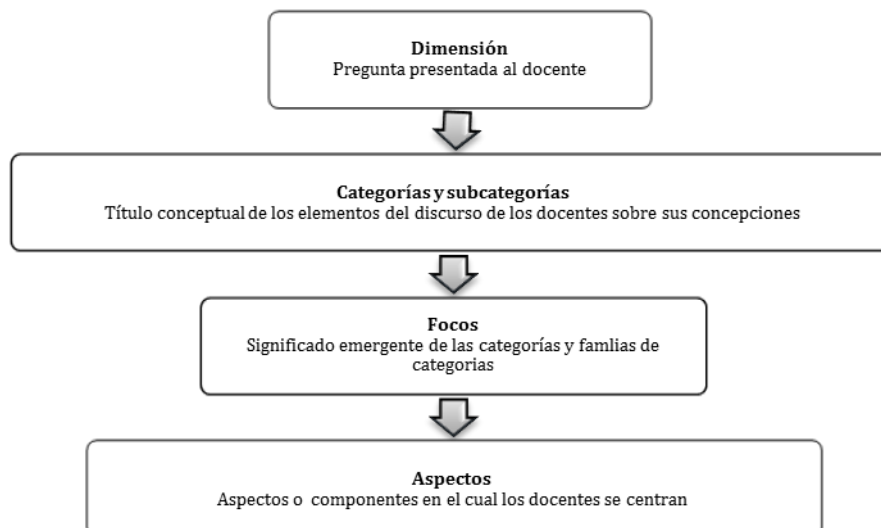 Dimensión
Pregunta presentada al docente
Categorías y subcategorías
Título conceptual de los elementos del discurso de los docentes sobre sus concepciones
Focos
Significado emergente de las categorías y famlias de
categorias
Aspectos
Aspectos o componentes en el cual los docentes se centran